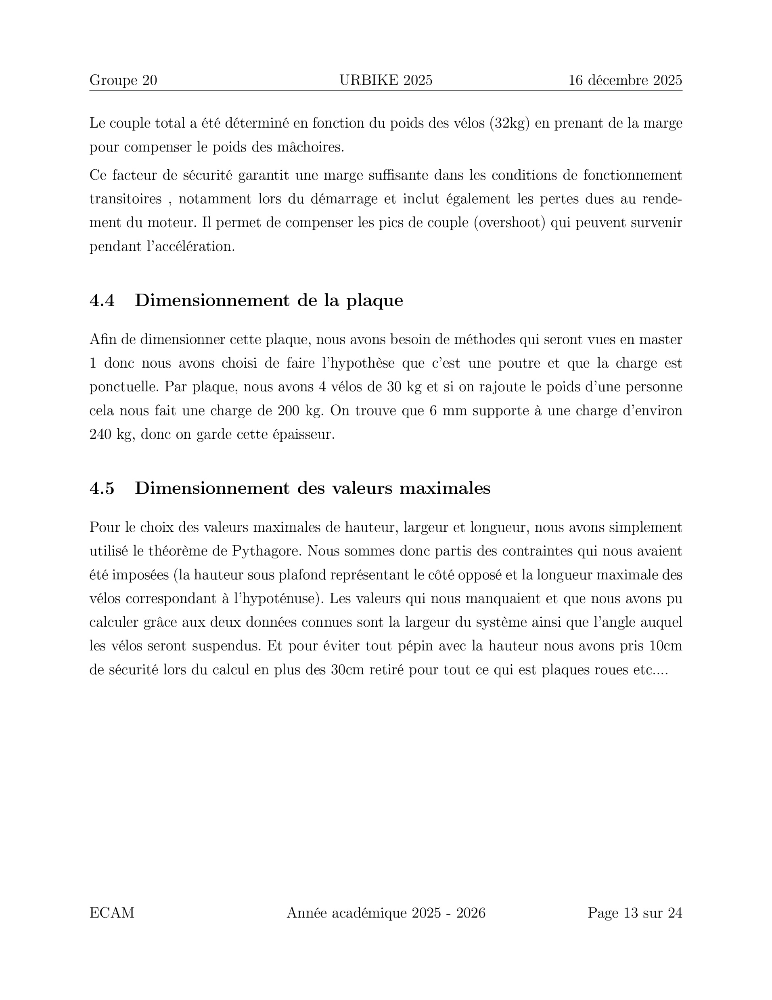 Groupe 20 URBIKE 2025 16 décembre 2025
Le couple total a été déterminé en fonction du poids des vélos (32kg) en prenant de la marge
pour compenser le poids des mâchoires.
Ce facteur de sécurité garantit une marge suffisante dans les conditions de fonctionnement
transitoires , notamment lors du démarrage et inclut également les pertes dues au rende-
ment du moteur. Il permet de compenser les pics de couple (overshoot) qui peuvent survenir
pendant l'accélération.
4.4 Dimensionnement de la plaque
Afin de dimensionner cette plaque, nous avons besoin de méthodes qui seront vues en master
1 donc nous avons choisi de faire l'hypothèse que c'est une poutre et que la charge est
ponctuelle. Par plaque, nous avons 4 vélos de 30 kg et si on rajoute le poids d'une personne
cela nous fait une charge de 200 kg. On trouve que 6 mm supporte à une charge d'environ
240 kg, donc on garde cette épaisseur.
4.5 Dimensionnement des valeurs maximales
Pour le choix des valeurs maximales de hauteur, largeur et longueur, nous avons simplement
utilisé le théorème de Pythagore. Nous sommes donc partis des contraintes qui nous avaient
été imposées (la hauteur sous plafond représentant le côté opposé et la longueur maximale des
vélos correspondant à l'hypoténuse). Les valeurs qui nous manquaient et que nous avons pu
calculer grâce aux deux données connues sont la largeur du système ainsi que l'angle auquel
les vélos seront suspendus. Et pour éviter tout pépin avec la hauteur nous avons pris 10cm
de sécurité lors du calcul en plus des 30cm retiré pour tout ce qui est plaques roues etc....
ECAM Année académique 2025 - 2026 Page 13 sur 24